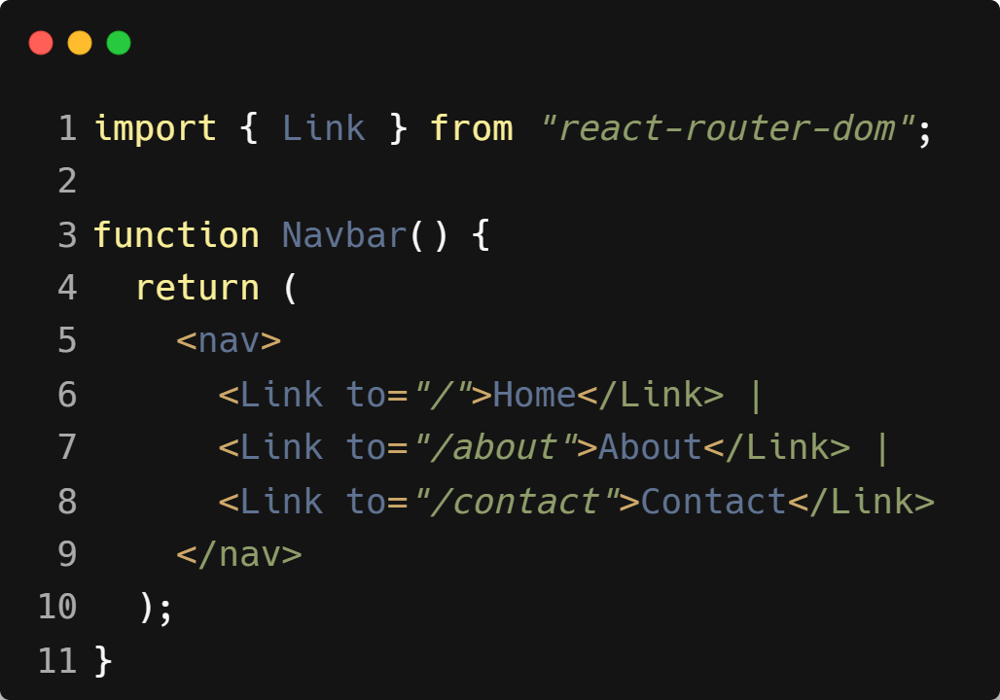 1 import { Link } from "react-router-dom";
2
3 function Navbar() {
4   return (
5     <nav>
6       <Link to="/">Home</Link> |
7       <Link to="/about">About</Link> |
8       <Link to="/contact">Contact</Link>
9     </nav>
10   );
11 }